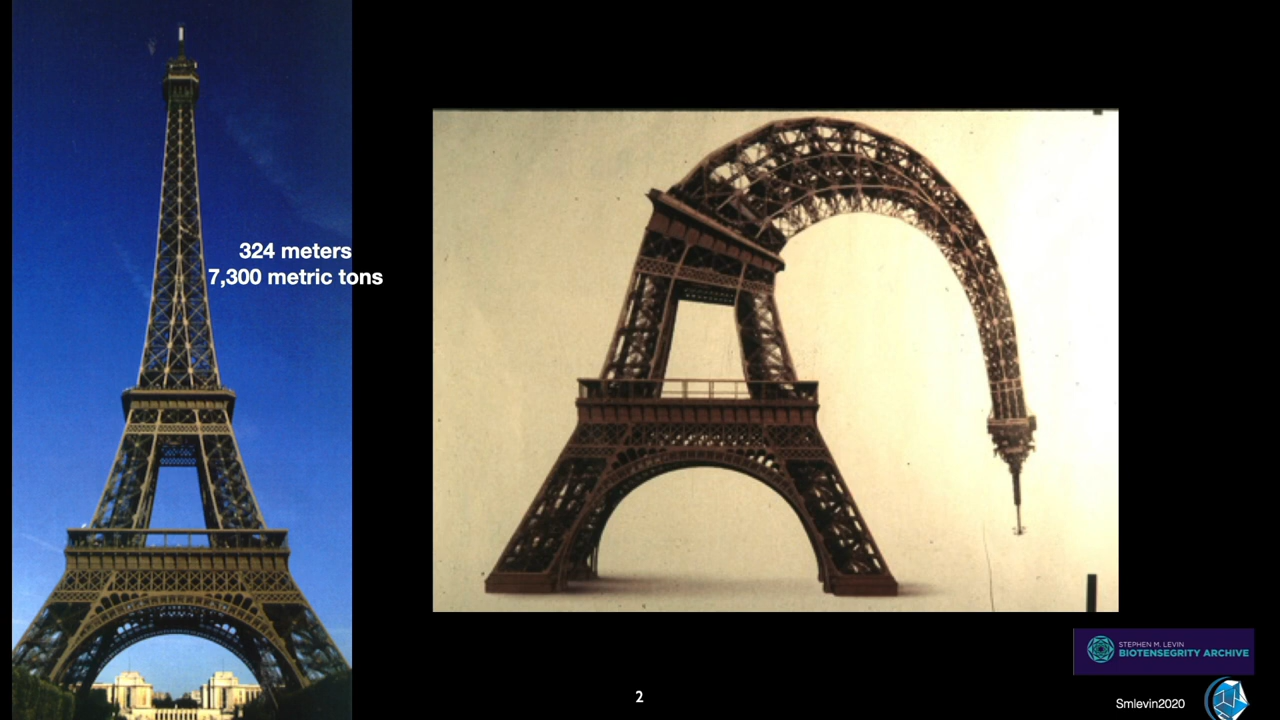 324 meters
7,300 metric tons
STEPHEN M. LEVIN
BIOTENSEGRITY ARCHIVE
2
Smlevin2020